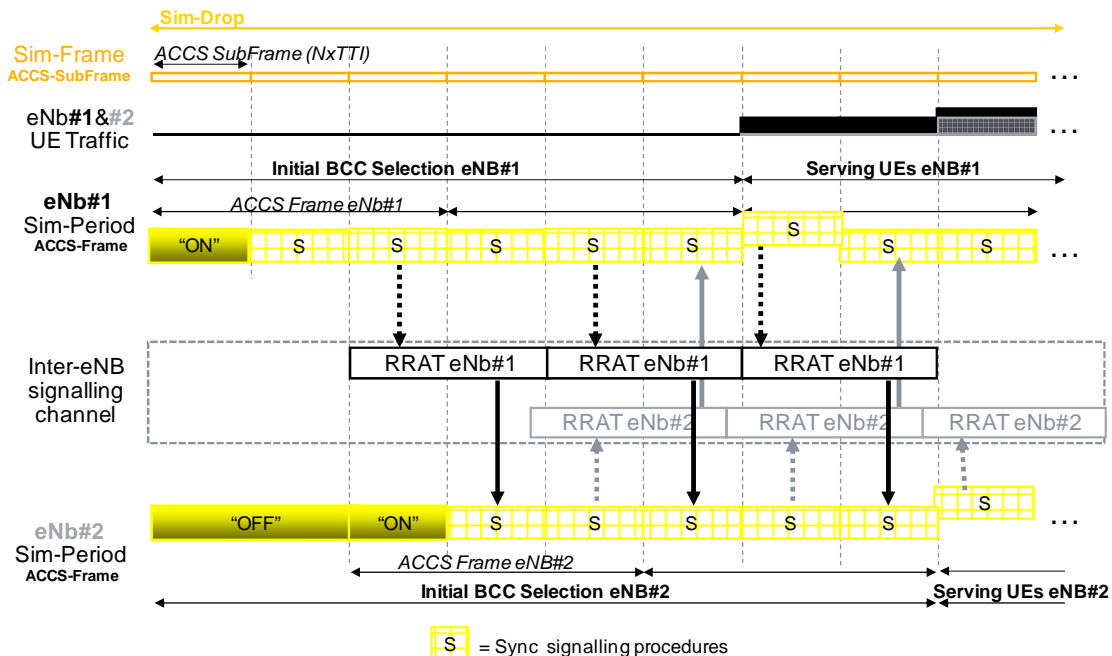 Sim-Drop
Sim-Frame
ACCS-SubFrame
ACCS SubFrame (NxTTI)
...
eNb#1&#2
UE Traffic
...
Initial BCC Selection eNB#1
Serving UEs eNB#1
eNb#1
Sim-Period
ACCS-Frame
ACCS Frame eNb#1
"ON" S S S S S S S S ...
Inter-eNB
signalling
channel
RRAT eNb#1 RRAT eNb#1 RRAT eNb#1
RRAT eNb#2 RRAT eNb#2 RRAT eNb#2
eNb#2
Sim-Period
ACCS-Frame
"OFF" "ON" S S S S S S ...
ACCS Frame eNB#2
Initial BCC Selection eNB#2
Serving UEs eNB#2
S = Sync signalling procedures